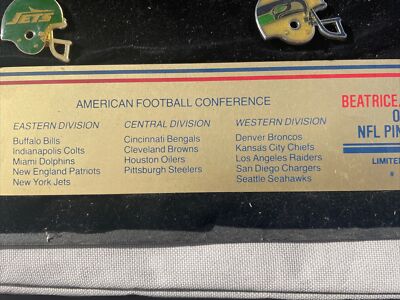 JETS
AMERICAN FOOTBALL CONFERENCE
EASTERN DIVISION
Buffalo Bills
Indianapolis Colts
Miami Dolphins
New England Patriots
New York Jets
CENTRAL DIVISION
Cincinnati Bengals
Cleveland Browns
Houston Oilers
Pittsburgh Steelers
WESTERN DIVISION
Denver Broncos
Kansas City Chiefs
Los Angeles Raiders
San Diego Chargers
Seattle Seahawks
BEATRICE
O
NFL PIN
LIMITE